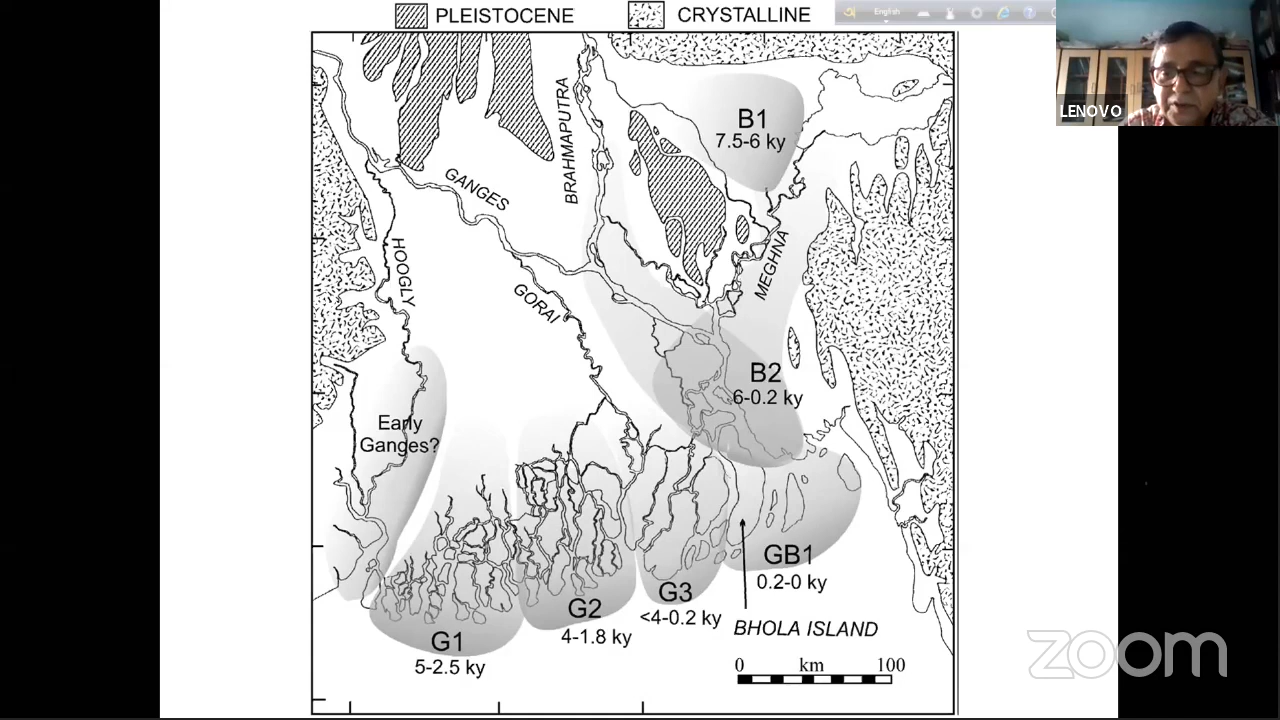 PLEISTOCENE
CRYSTALLINE
English
LENOVO
B1
7.5-6 ky
BRAHMAPUTRA
GANGES
HOOGLY
GORAI
MEGHNA
B2
6-0.2 ky
Early
Ganges?
GB1
0.2-0 ky
G3
<4-0.2 ky
G2
4-1.8 ky
BHOLA ISLAND
G1
5-2.5 ky
0 km 100
zoom